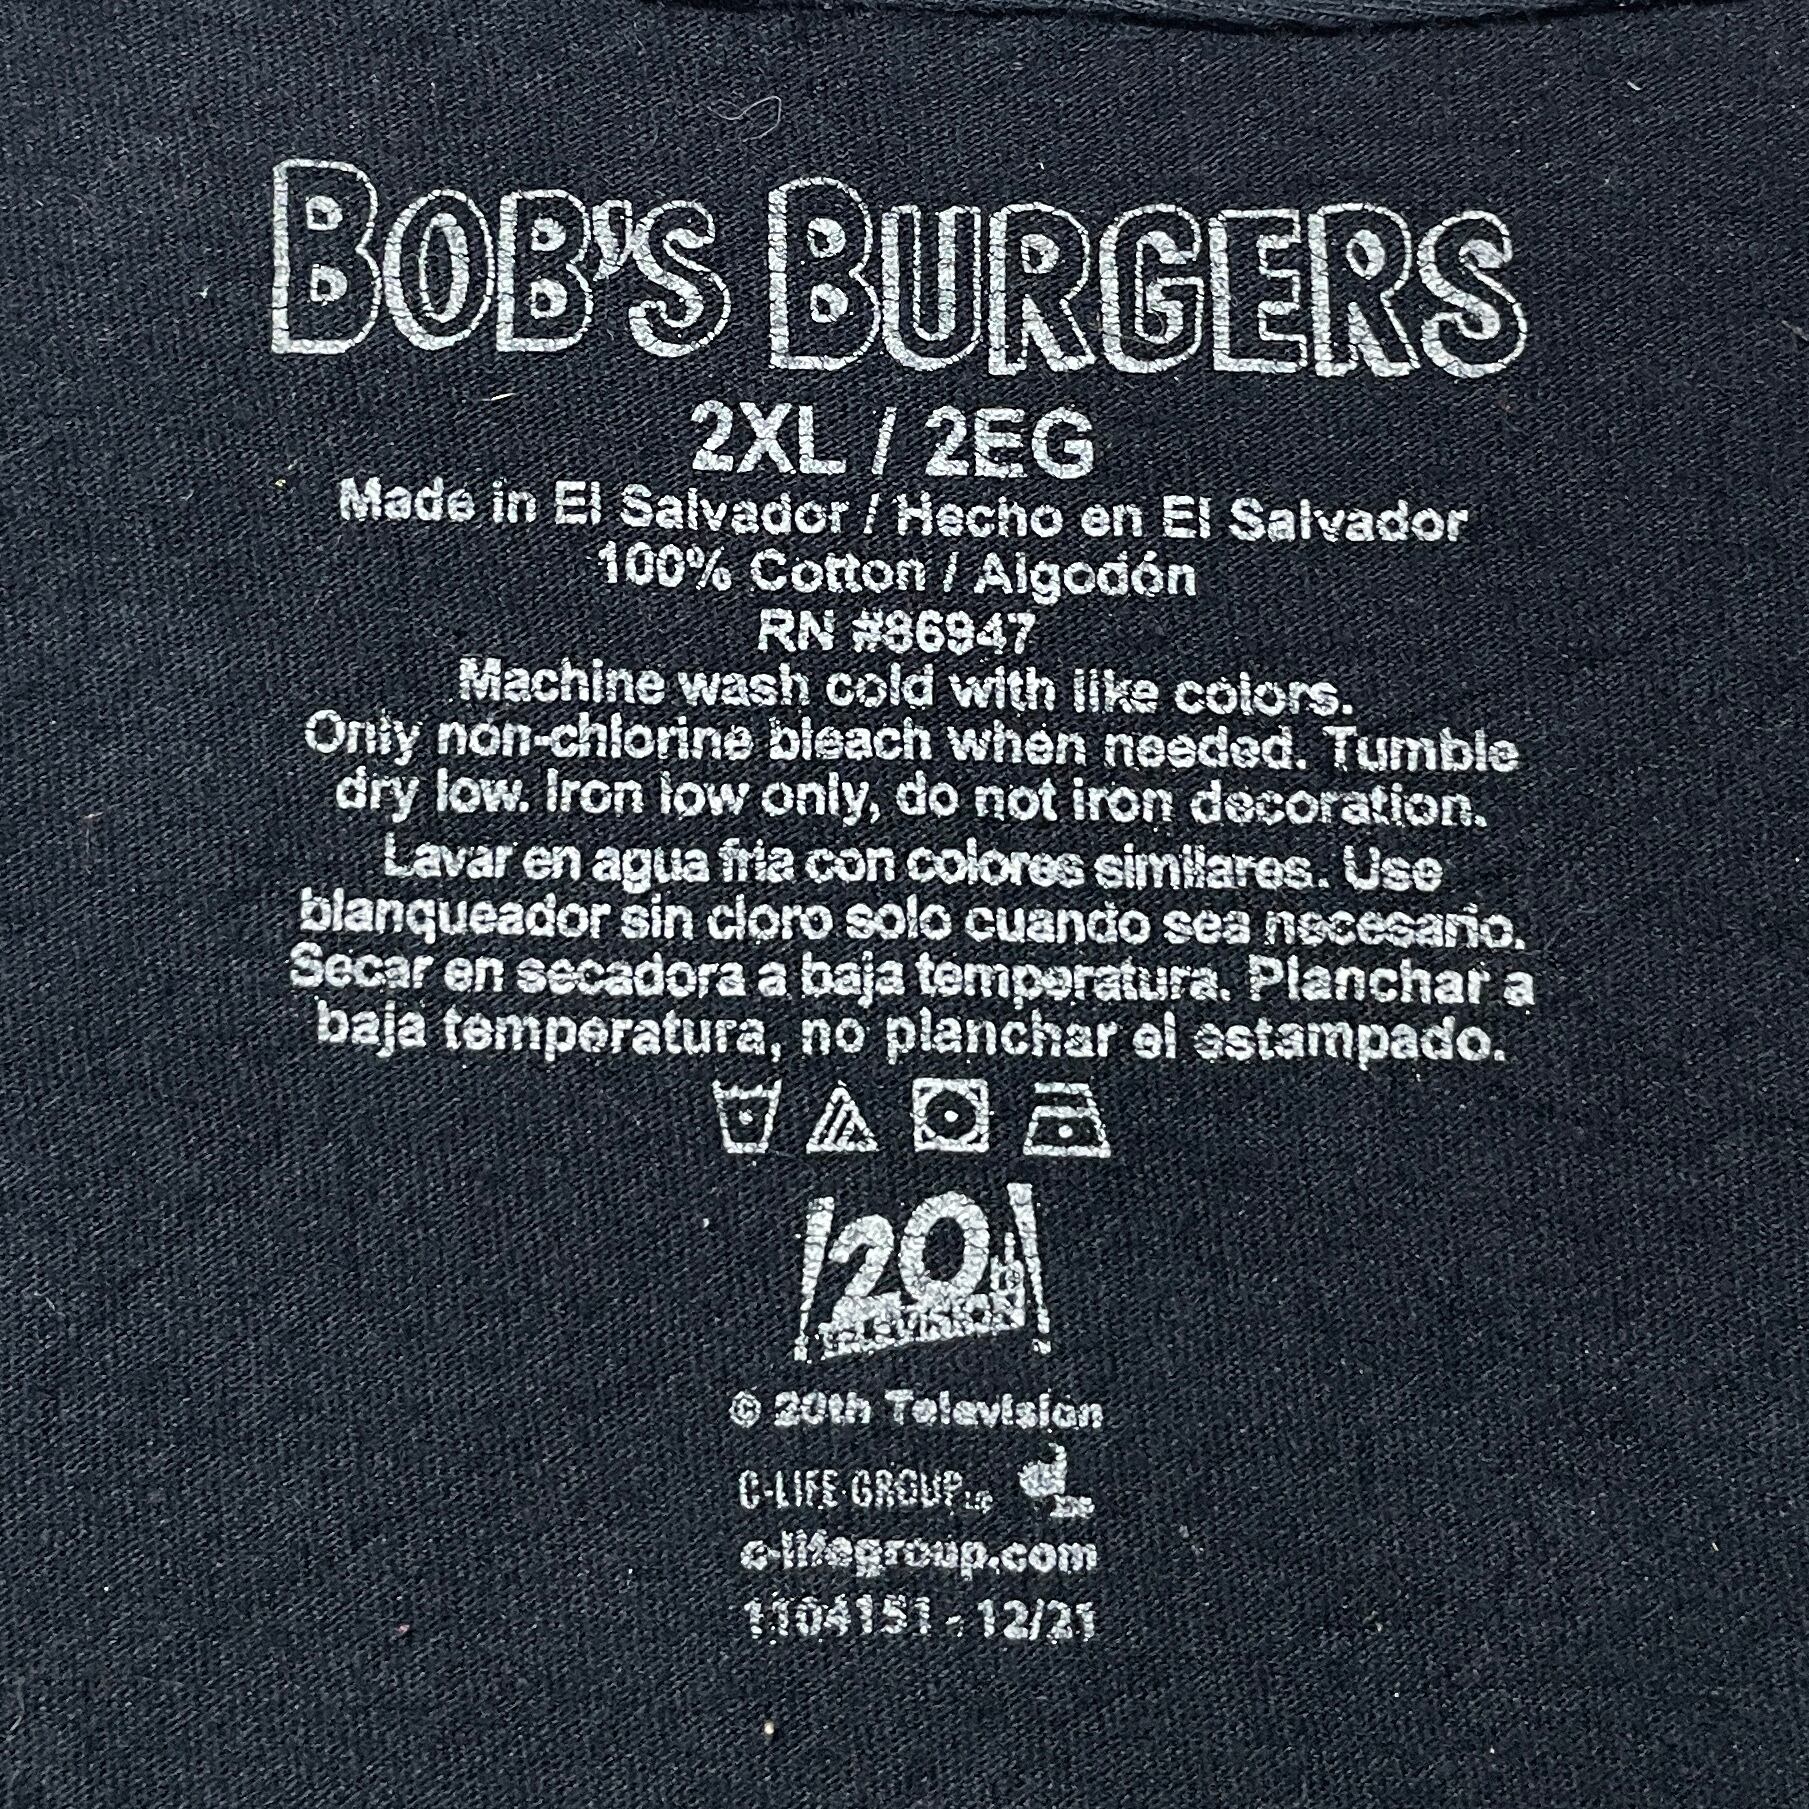 BOB'S BURGERS
2XL / 2EG
Made in El Salvador / Hecho en El Salvador
100% Cotton / Algodón
RN #86947
Machine wash cold with like colors.
Only non-chlorine bleach when needed. Tumble
dry low. Iron low only, do not iron decoration.
Lavar en agua fria con colores similares. Use
blanqueador sin cloro solo cuando sea necesario.
Secar en secadora a baja temperatura. Planchar a
baja temperatura, no planchar el estampado.
20th
TELEVISION
© 20th Television
C-LIFE GROUP
c-lifegroup.com
1104151 - 12/21